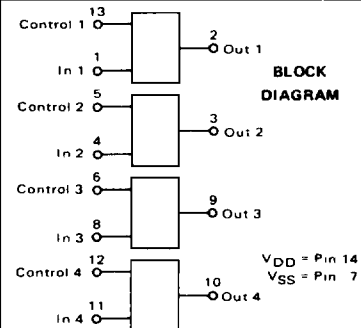 13
Control 1
2
Out 1
1
In 1
BLOCK
DIAGRAM
5
Control 2
3
Out 2
4
In 2
6
Control 3
9
Out 3
8
In 3
VDD = Pin 14
VSS = Pin 7
12
Control 4
10
Out 4
11
In 4